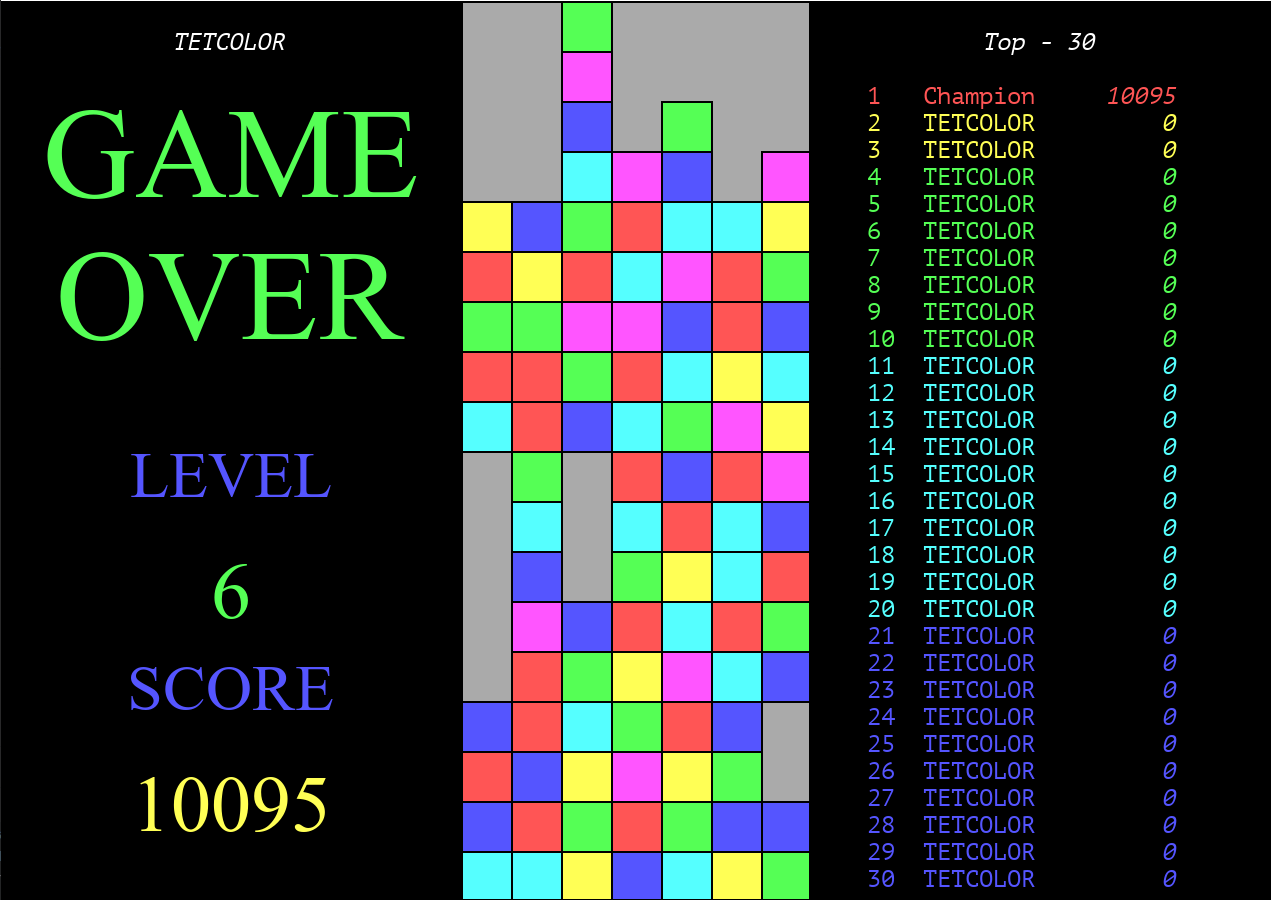 TETCOLOR
GAME
OVER
LEVEL
6
SCORE
10095
Top - 30
1 Champion 10095
2 TETCOLOR 0
3 TETCOLOR 0
4 TETCOLOR 0
5 TETCOLOR 0
6 TETCOLOR 0
7 TETCOLOR 0
8 TETCOLOR 0
9 TETCOLOR 0
10 TETCOLOR 0
11 TETCOLOR 0
12 TETCOLOR 0
13 TETCOLOR 0
14 TETCOLOR 0
15 TETCOLOR 0
16 TETCOLOR 0
17 TETCOLOR 0
18 TETCOLOR 0
19 TETCOLOR 0
20 TETCOLOR 0
21 TETCOLOR 0
22 TETCOLOR 0
23 TETCOLOR 0
24 TETCOLOR 0
25 TETCOLOR 0
26 TETCOLOR 0
27 TETCOLOR 0
28 TETCOLOR 0
29 TETCOLOR 0
30 TETCOLOR 0